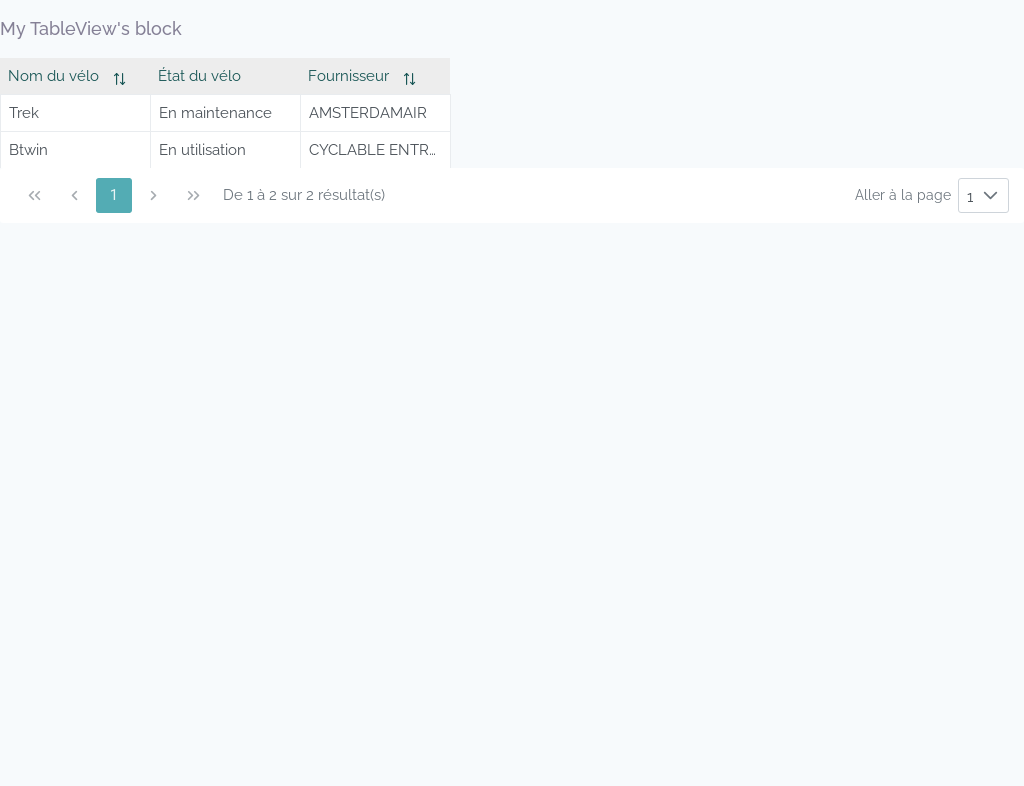 My TableView's block
Nom du vélo État du vélo Fournisseur
Trek En maintenance AMSTERDAMAIR
Btwin En utilisation CYCLABLE ENTR...
1 De 1 à 2 sur 2 résultat(s) Aller à la page 1